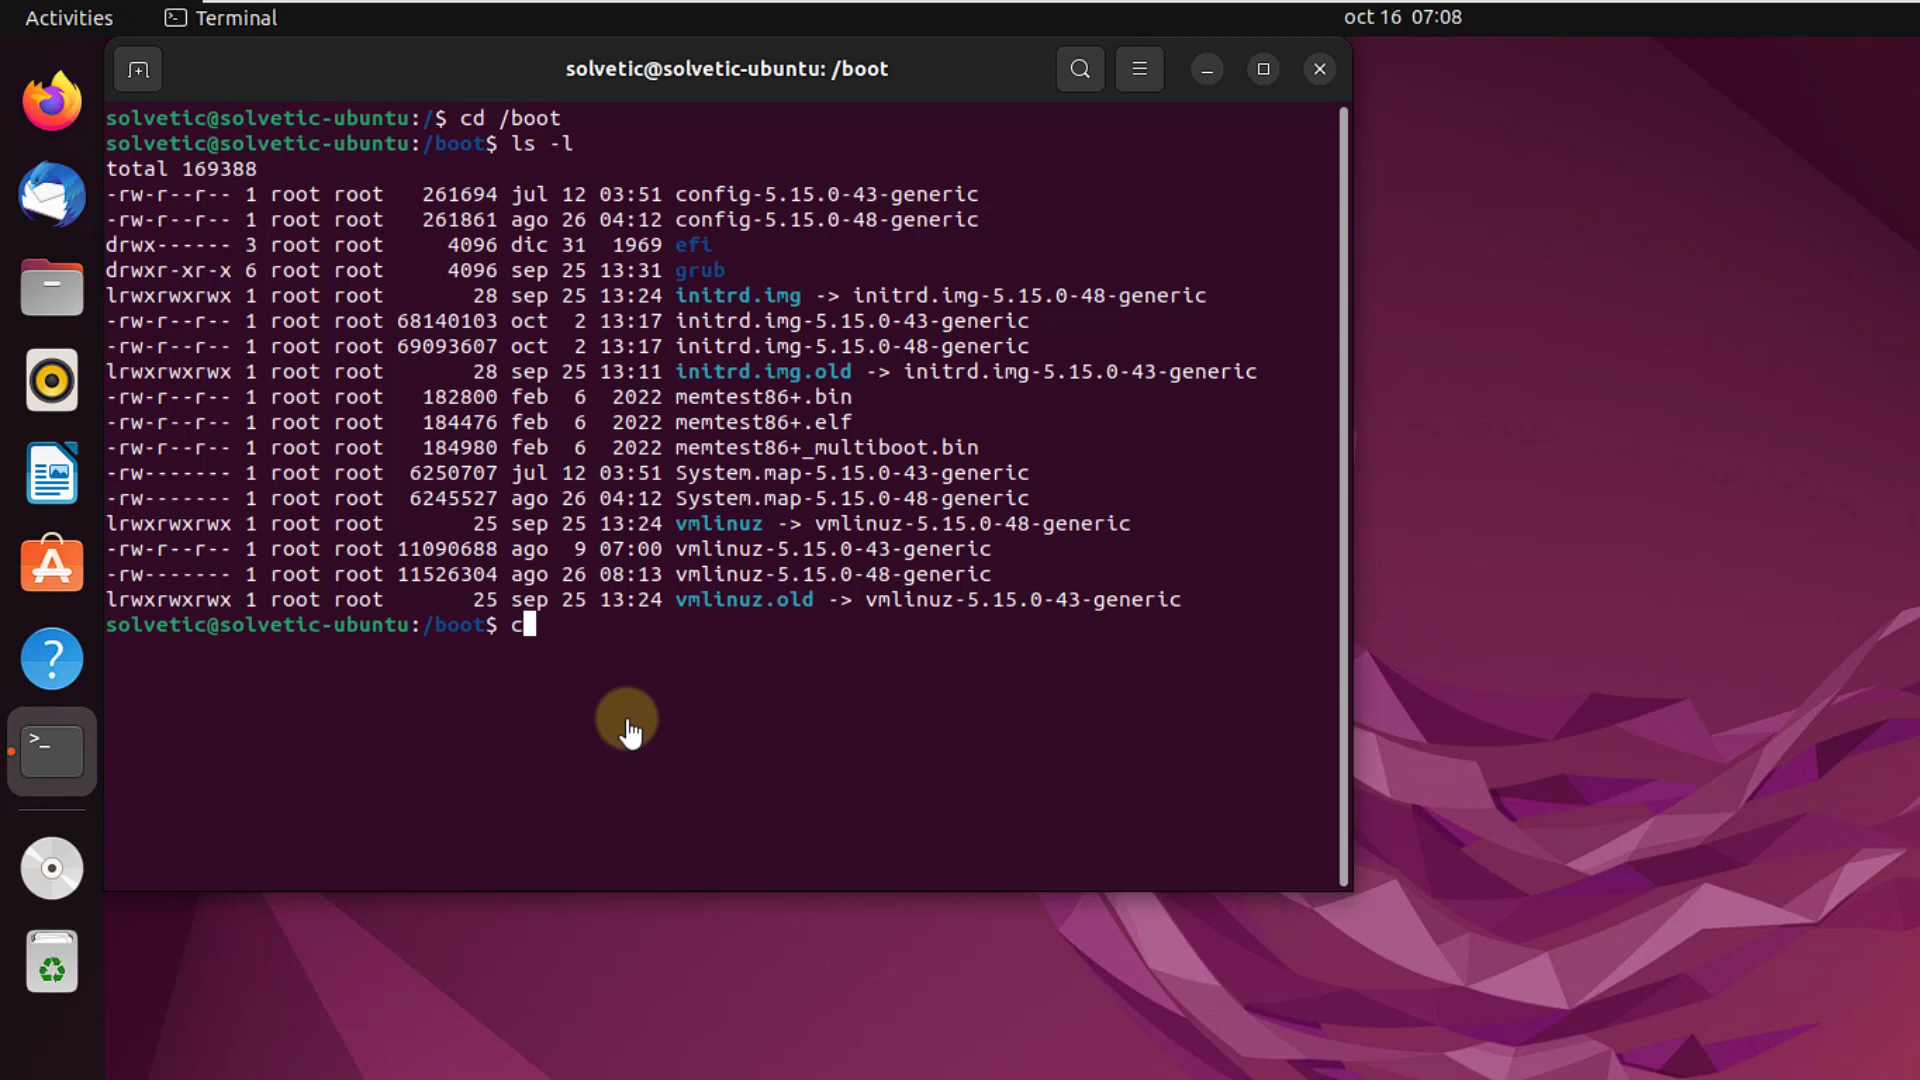 Activities Terminal oct 16 07:08
solvetic@solvetic-ubuntu: /boot
solvetic@solvetic-ubuntu:/$ cd /boot
solvetic@solvetic-ubuntu:/boot$ ls -l
total 169388
-rw-r--r-- 1 root root   261694 jul 12 03:51 config-5.15.0-43-generic
-rw-r--r-- 1 root root   261861 ago 26 04:12 config-5.15.0-48-generic
drwx------ 3 root root     4096 dic 31  1969 efi
drwxr-xr-x 6 root root     4096 sep 25 13:31 grub
lrwxrwxrwx 1 root root       28 sep 25 13:24 initrd.img -> initrd.img-5.15.0-48-generic
-rw-r--r-- 1 root root 68140103 oct  2 13:17 initrd.img-5.15.0-43-generic
-rw-r--r-- 1 root root 69093607 oct  2 13:17 initrd.img-5.15.0-48-generic
lrwxrwxrwx 1 root root       28 sep 25 13:11 initrd.img.old -> initrd.img-5.15.0-43-generic
-rw-r--r-- 1 root root   182800 feb  6  2022 memtest86+.bin
-rw-r--r-- 1 root root   184476 feb  6  2022 memtest86+.elf
-rw-r--r-- 1 root root   184980 feb  6  2022 memtest86+_multiboot.bin
-rw------- 1 root root  6250707 jul 12 03:51 System.map-5.15.0-43-generic
-rw------- 1 root root  6245527 ago 26 04:12 System.map-5.15.0-48-generic
lrwxrwxrwx 1 root root       25 sep 25 13:24 vmlinuz -> vmlinuz-5.15.0-48-generic
-rw-r--r-- 1 root root 11090688 ago  9 07:00 vmlinuz-5.15.0-43-generic
-rw------- 1 root root 11526304 ago 26 08:13 vmlinuz-5.15.0-48-generic
lrwxrwxrwx 1 root root       25 sep 25 13:24 vmlinuz.old -> vmlinuz-5.15.0-43-generic
solvetic@solvetic-ubuntu:/boot$ c